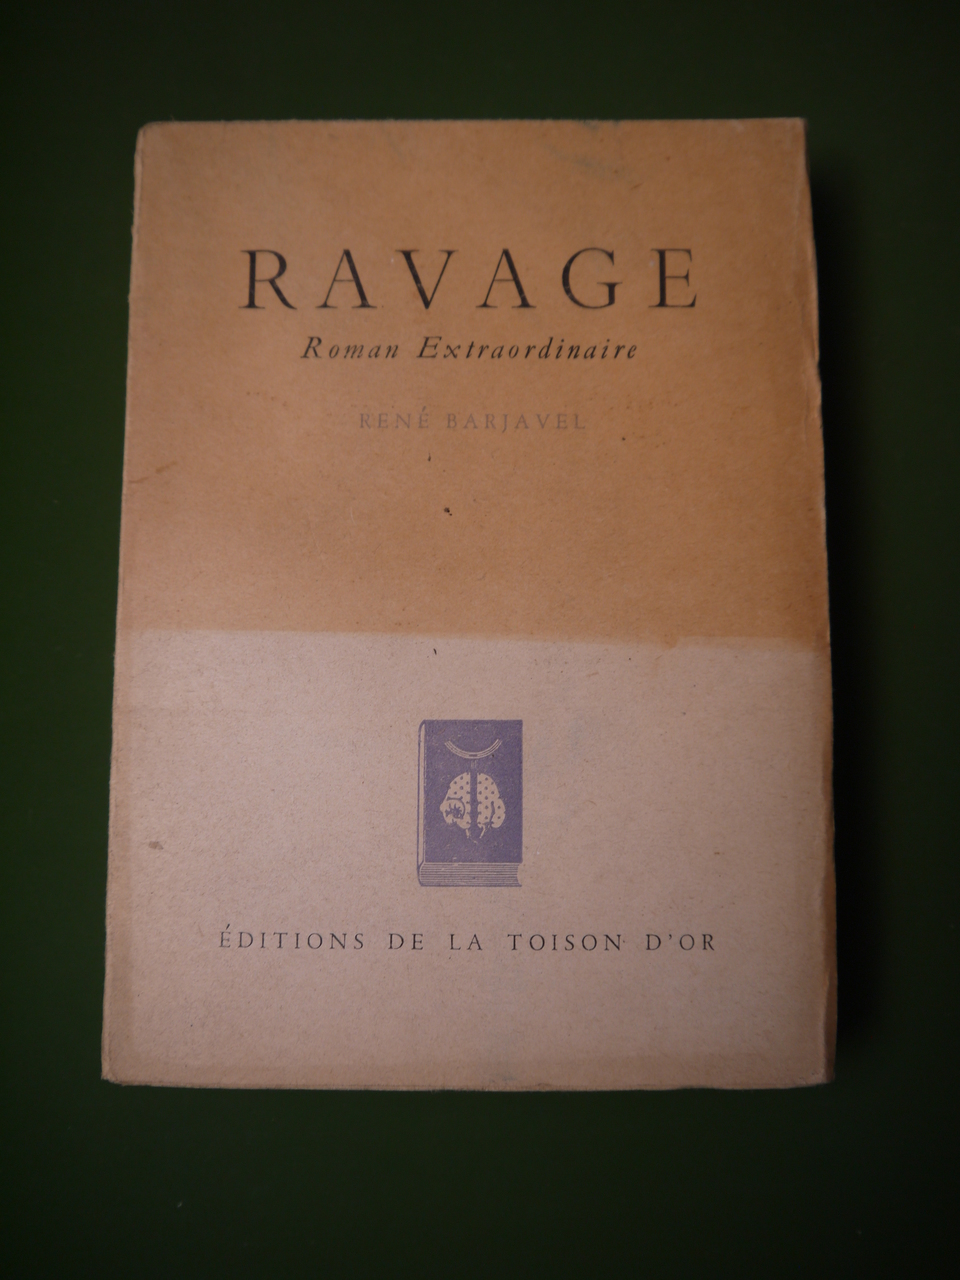 RAVAGE
Roman Extraordinaire
RENÉ BARJAVEL
ÉDITIONS DE LA TOISON D'OR